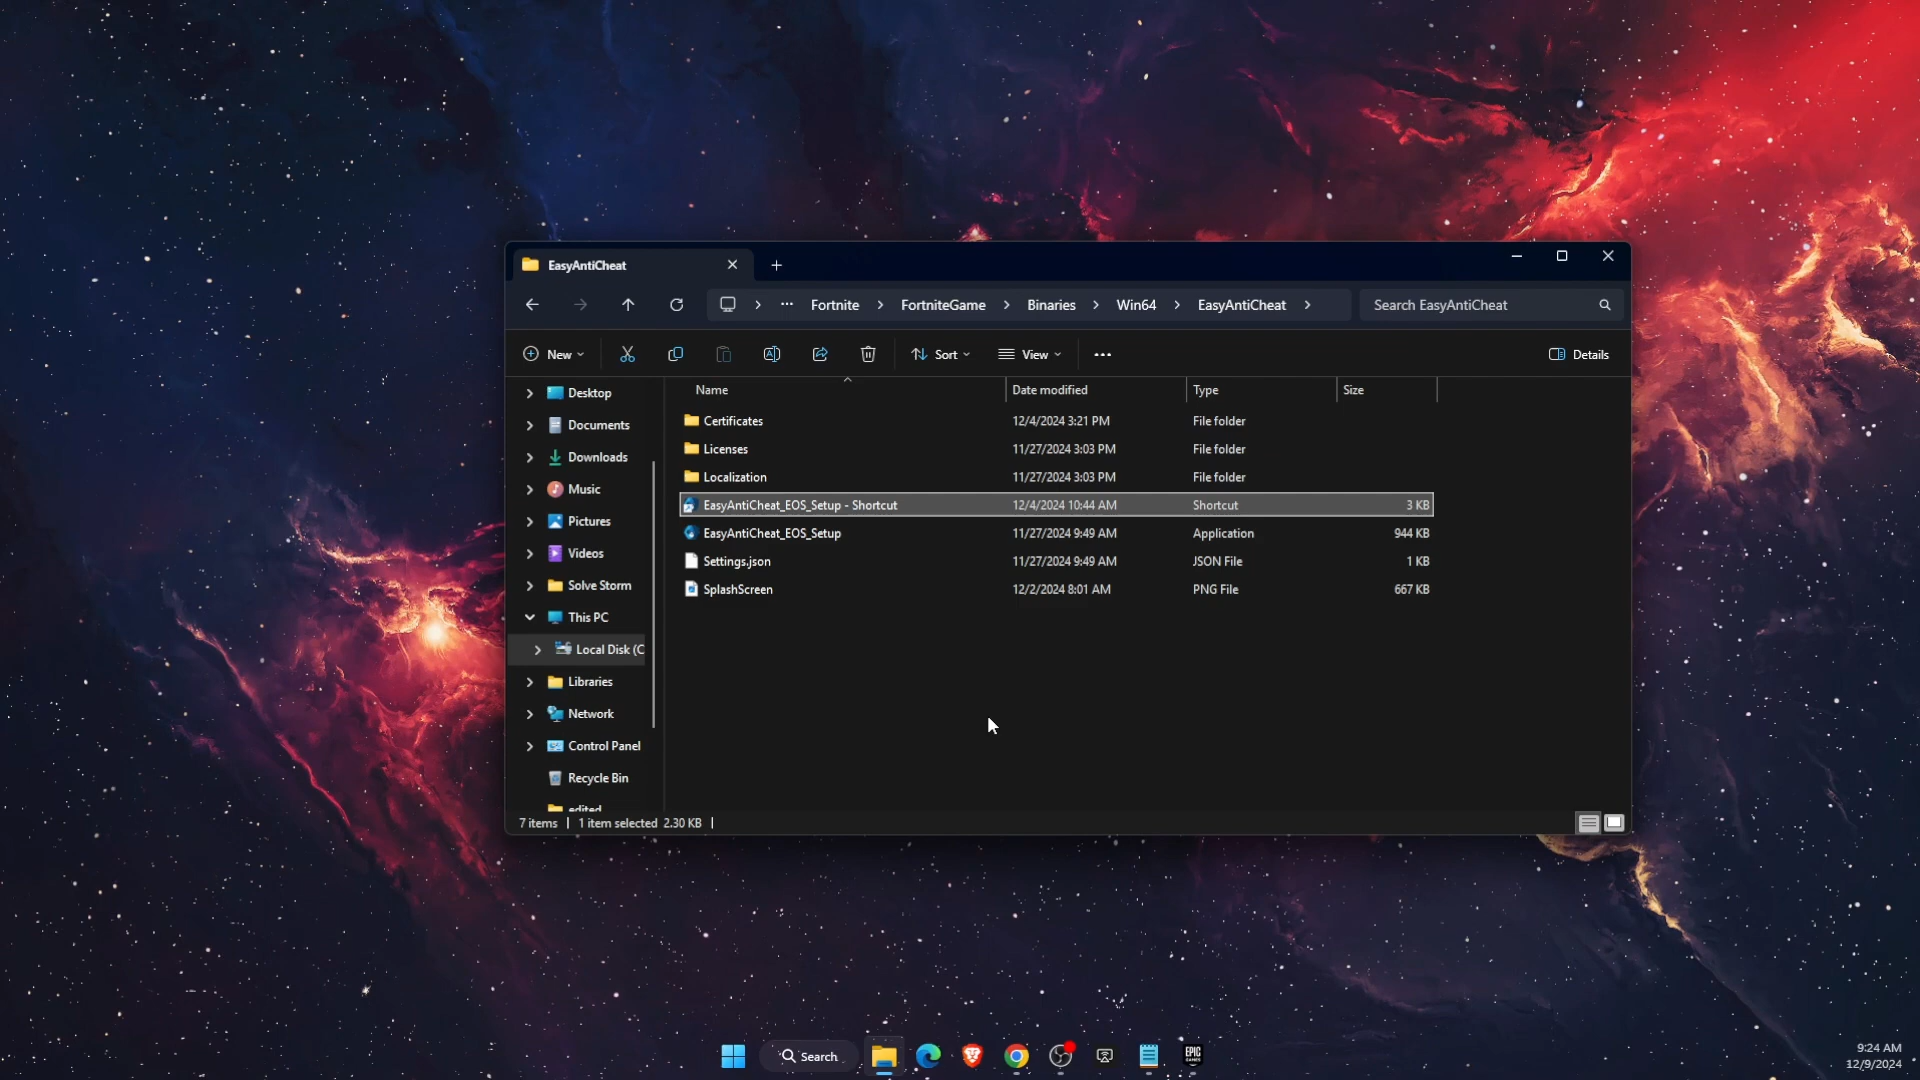 EasyAntiCheat
Fortnite > FortniteGame > Binaries > Win64 > EasyAntiCheat >
Search EasyAntiCheat
New
Sort
View
Details
Name Date modified Type Size
Desktop
Documents
Downloads
Music
Pictures
Videos
Solve Storm
This PC
Local Disk (C
Libraries
Network
Control Panel
Recycle Bin
edited
Certificates 12/4/2024 3:21 PM File folder
Licenses 11/27/2024 3:03 PM File folder
Localization 11/27/2024 3:03 PM File folder
EasyAntiCheat_EOS_Setup - Shortcut 12/4/2024 10:44 AM Shortcut 3 KB
EasyAntiCheat_EOS_Setup 11/27/2024 9:49 AM Application 944 KB
Settings.json 11/27/2024 9:49 AM JSON File 1 KB
SplashScreen 12/2/2024 8:01 AM PNG File 667 KB
7 items | 1 item selected 2.30 KB |
Search
EPIC
GAMES
9:24 AM
12/9/2024